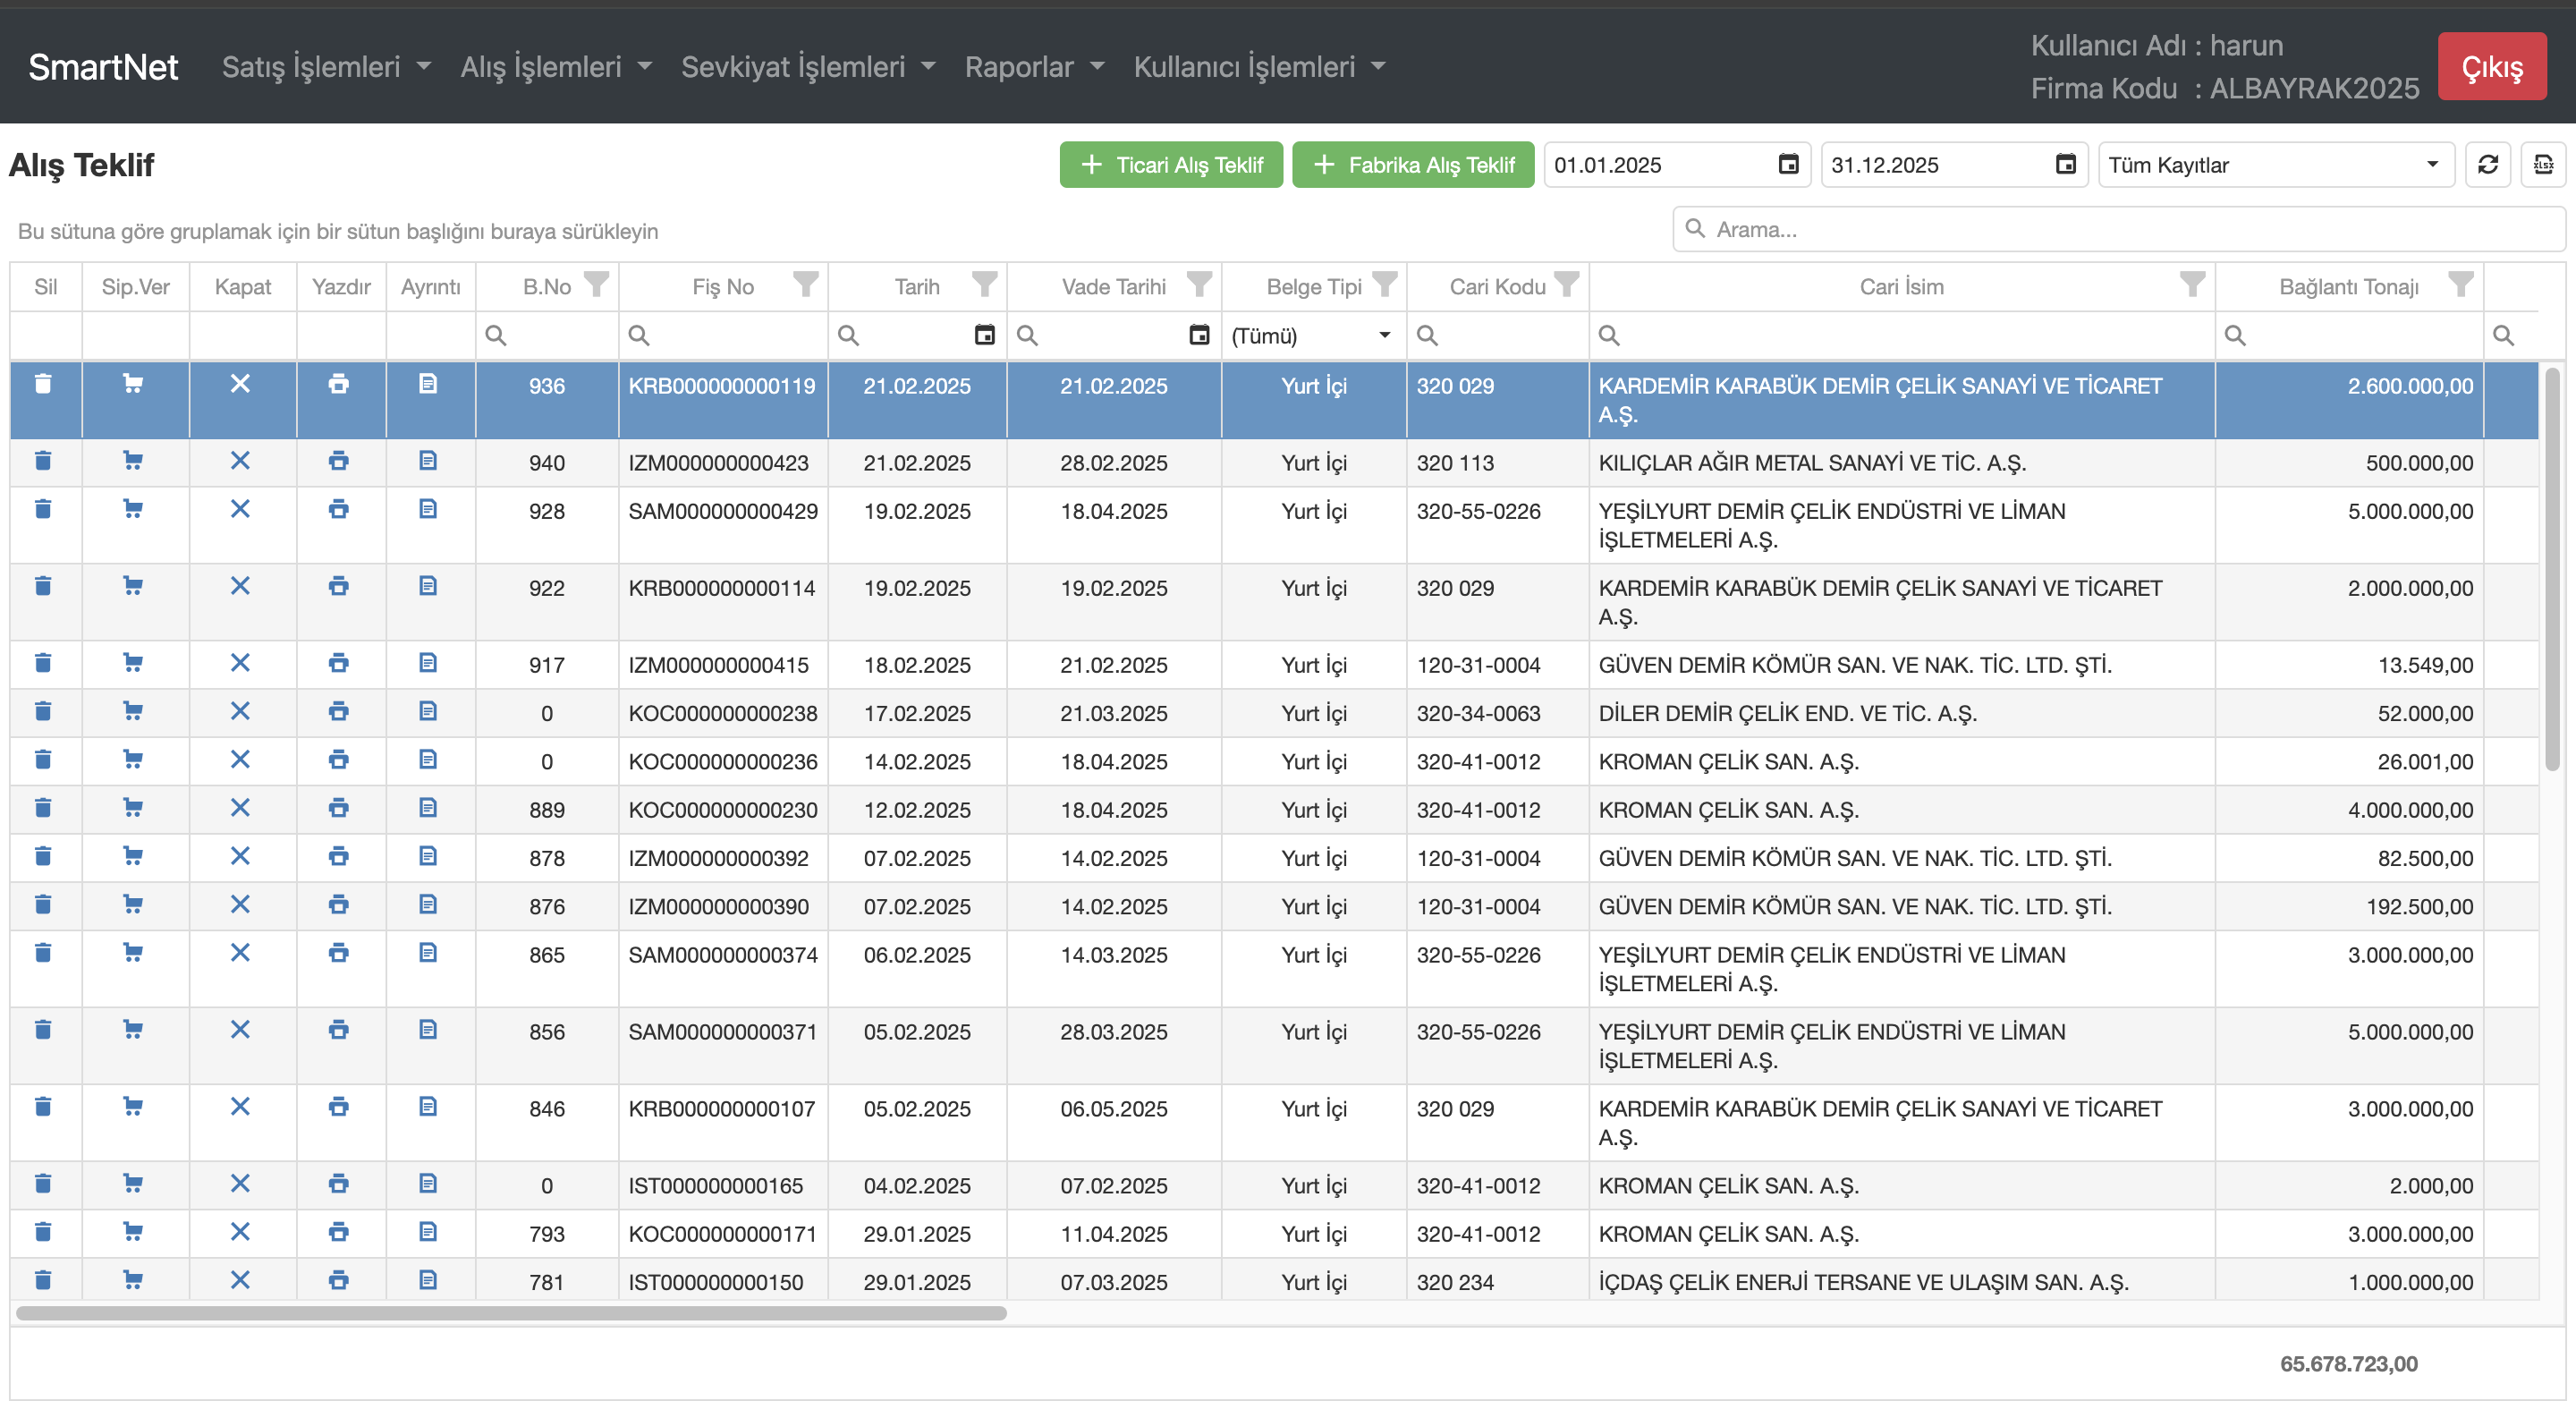 SmartNet Satış İşlemleri Alış İşlemleri Sevkiyat İşlemleri Raporlar Kullanıcı İşlemleri
Kullanıcı Adı : harun
Firma Kodu : ALBAYRAK2025
Çıkış
Alış Teklif
Ticari Alış Teklif Fabrika Alış Teklif 01.01.2025 31.12.2025 Tüm Kayıtlar
Bu sütuna göre gruplamak için bir sütun başlığını buraya sürükleyin
Arama...
Sil Sip.Ver Kapat Yazdır Ayrıntı B.No Fiş No Tarih Vade Tarihi Belge Tipi Cari Kodu Cari İsim Bağlantı Tonajı
(Tümü)
936 KRB000000000119 21.02.2025 21.02.2025 Yurt İçi 320 029 KARDEMİR KARABÜK DEMİR ÇELİK SANAYİ VE TİCARET 2.600.000,00
A.Ş.
940 IZM000000000423 21.02.2025 28.02.2025 Yurt İçi 320 113 KILIÇLAR AĞIR METAL SANAYİ VE TİC. A.Ş. 500.000,00
928 SAM000000000429 19.02.2025 18.04.2025 Yurt İçi 320-55-0226 YEŞİLYURT DEMİR ÇELİK ENDÜSTRİ VE LİMAN 5.000.000,00
İŞLETMELERİ A.Ş.
922 KRB000000000114 19.02.2025 19.02.2025 Yurt İçi 320 029 KARDEMİR KARABÜK DEMİR ÇELİK SANAYİ VE TİCARET 2.000.000,00
A.Ş.
917 IZM000000000415 18.02.2025 21.02.2025 Yurt İçi 120-31-0004 GÜVEN DEMİR KÖMÜR SAN. VE NAK. TİC. LTD. ŞTİ. 13.549,00
0 KOC000000000238 17.02.2025 21.03.2025 Yurt İçi 320-34-0063 DİLER DEMİR ÇELİK END. VE TİC. A.Ş. 52.000,00
0 KOC000000000236 14.02.2025 18.04.2025 Yurt İçi 320-41-0012 KROMAN ÇELİK SAN. A.Ş. 26.001,00
889 KOC000000000230 12.02.2025 18.04.2025 Yurt İçi 320-41-0012 KROMAN ÇELİK SAN. A.Ş. 4.000.000,00
878 IZM000000000392 07.02.2025 14.02.2025 Yurt İçi 120-31-0004 GÜVEN DEMİR KÖMÜR SAN. VE NAK. TİC. LTD. ŞTİ. 82.500,00
876 IZM000000000390 07.02.2025 14.02.2025 Yurt İçi 120-31-0004 GÜVEN DEMİR KÖMÜR SAN. VE NAK. TİC. LTD. ŞTİ. 192.500,00
865 SAM000000000374 06.02.2025 14.03.2025 Yurt İçi 320-55-0226 YEŞİLYURT DEMİR ÇELİK ENDÜSTRİ VE LİMAN 3.000.000,00
İŞLETMELERİ A.Ş.
856 SAM000000000371 05.02.2025 28.03.2025 Yurt İçi 320-55-0226 YEŞİLYURT DEMİR ÇELİK ENDÜSTRİ VE LİMAN 5.000.000,00
İŞLETMELERİ A.Ş.
846 KRB000000000107 05.02.2025 06.05.2025 Yurt İçi 320 029 KARDEMİR KARABÜK DEMİR ÇELİK SANAYİ VE TİCARET 3.000.000,00
A.Ş.
0 IST000000000165 04.02.2025 07.02.2025 Yurt İçi 320-41-0012 KROMAN ÇELİK SAN. A.Ş. 2.000,00
793 KOC000000000171 29.01.2025 11.04.2025 Yurt İçi 320-41-0012 KROMAN ÇELİK SAN. A.Ş. 3.000.000,00
781 IST000000000150 29.01.2025 07.03.2025 Yurt İçi 320 234 İÇDAŞ ÇELİK ENERJİ TERSANE VE ULAŞIM SAN. A.Ş. 1.000.000,00
65.678.723,00